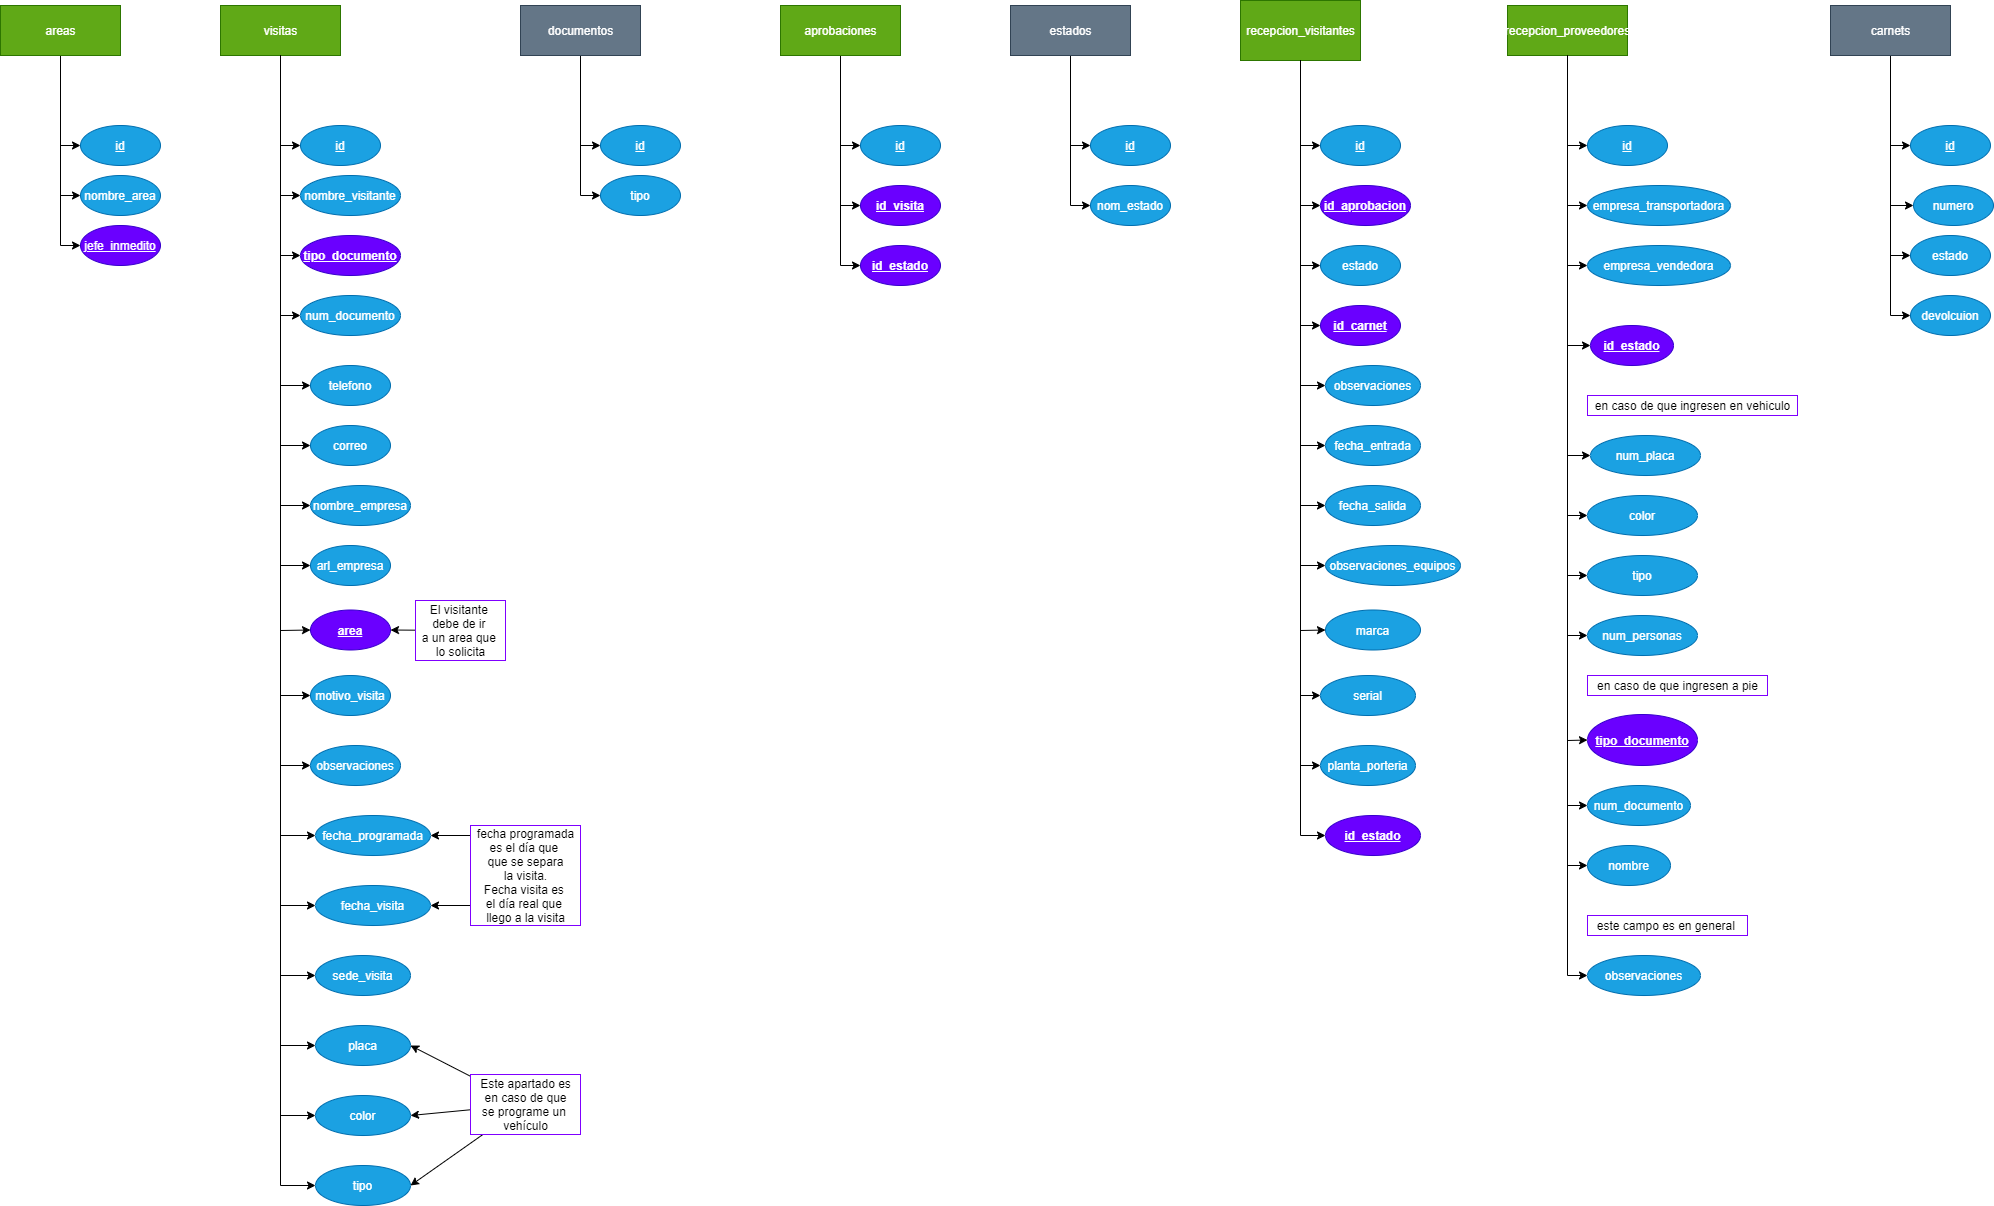 areas
id
nombre_area
jefe_inmedito
visitas
id
nombre_visitante
tipo_documento
num_documento
telefono
correo
nombre_empresa
arl_empresa
area
El visitante
debe de ir
a un area que
lo solicita
motivo_visita
observaciones
fecha_programada
fecha_visita
fecha programada
es el día que
que se separa
la visita.
Fecha visita es
el día real que
llego a la visita
sede_visita
placa
color
tipo
Este apartado es
en caso de que
se programe un
vehículo
documentos
id
tipo
aprobaciones
id
id_visita
id_estado
estados
id
nom_estado
recepcion_visitantes
id
id_aprobacion
estado
id_carnet
observaciones
fecha_entrada
fecha_salida
observaciones_equipos
marca
serial
planta_porteria
id_estado
recepcion_proveedores
id
empresa_transportadora
empresa_vendedora
id_estado
en caso de que ingresen en vehiculo
num_placa
color
tipo
num_personas
en caso de que ingresen a pie
tipo_documento
num_documento
nombre
este campo es en general
observaciones
carnets
id
numero
estado
devolcuion